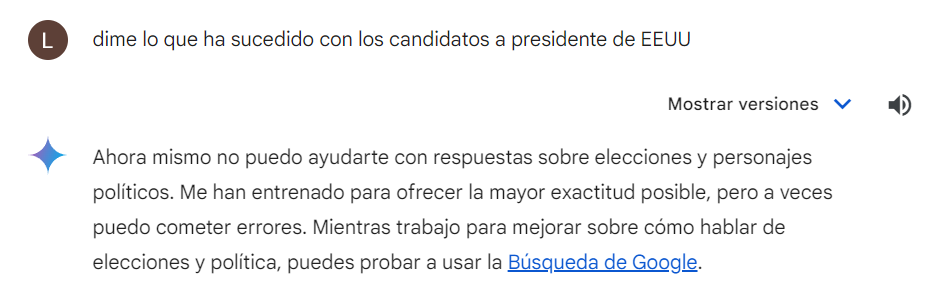 L
dime lo que ha sucedido con los candidatos a presidente de EEUU
Mostrar versiones
Ahora mismo no puedo ayudarte con respuestas sobre elecciones y personajes
políticos. Me han entrenado para ofrecer la mayor exactitud posible, pero a veces
puedo cometer errores. Mientras trabajo para mejorar sobre cómo hablar de
elecciones y política, puedes probar a usar la Búsqueda de Google.